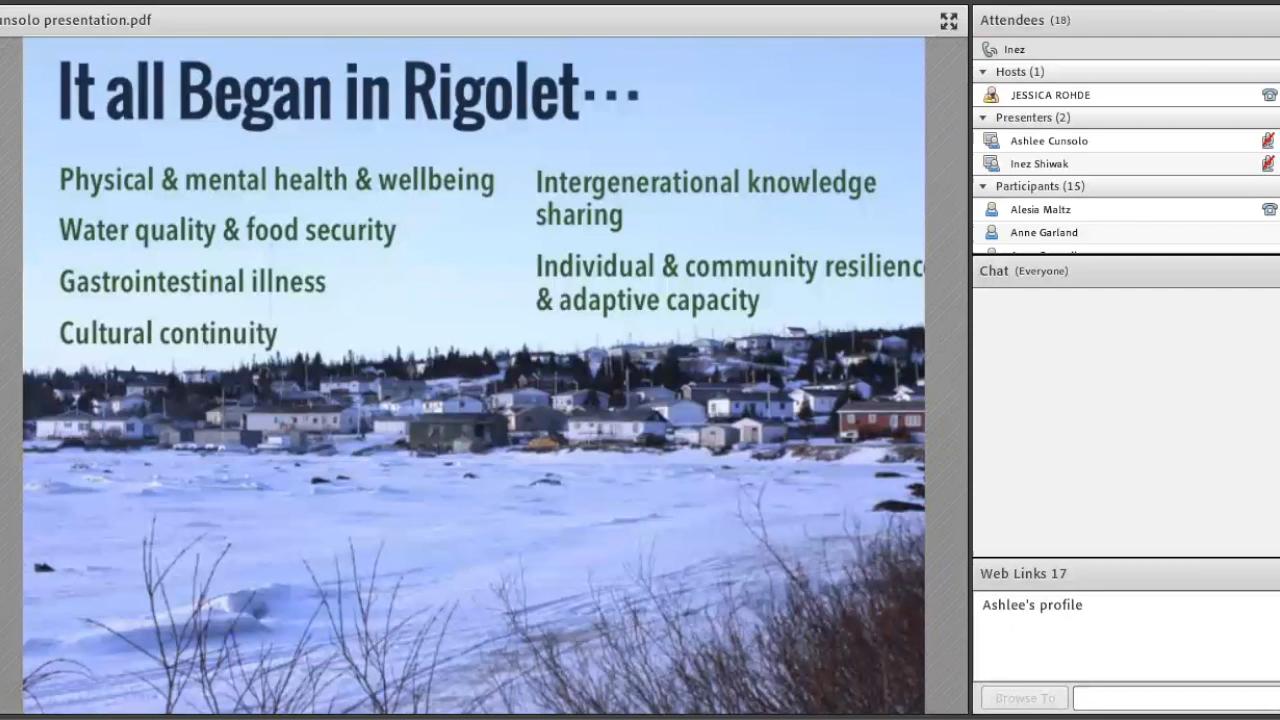 unsolo presentation.pdf
It all Began in Rigolet···
Physical & mental health & wellbeing
Water quality & food security
Gastrointestinal illness
Cultural continuity
Intergenerational knowledge
sharing
Individual & community resilienc
& adaptive capacity
Attendees (18)
Inez
Hosts (1)
JESSICA ROHDE
Presenters (2)
Ashlee Cunsolo
Inez Shiwak
Participants (15)
Alesia Maltz
Anne Garland
Chat (Everyone)
Web Links 17
Ashlee's profile
Browse To